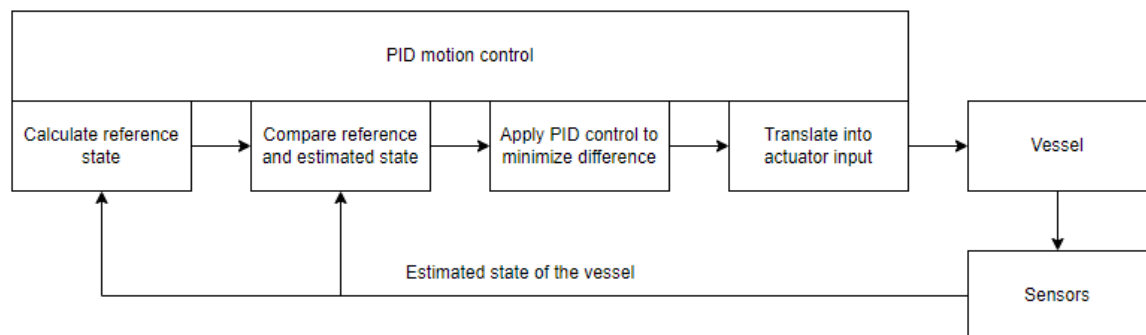 PID motion control
Calculate reference
state
Compare reference
and estimated state
Apply PID control to
minimize difference
Translate into
actuator input
Vessel
Estimated state of the vessel
Sensors